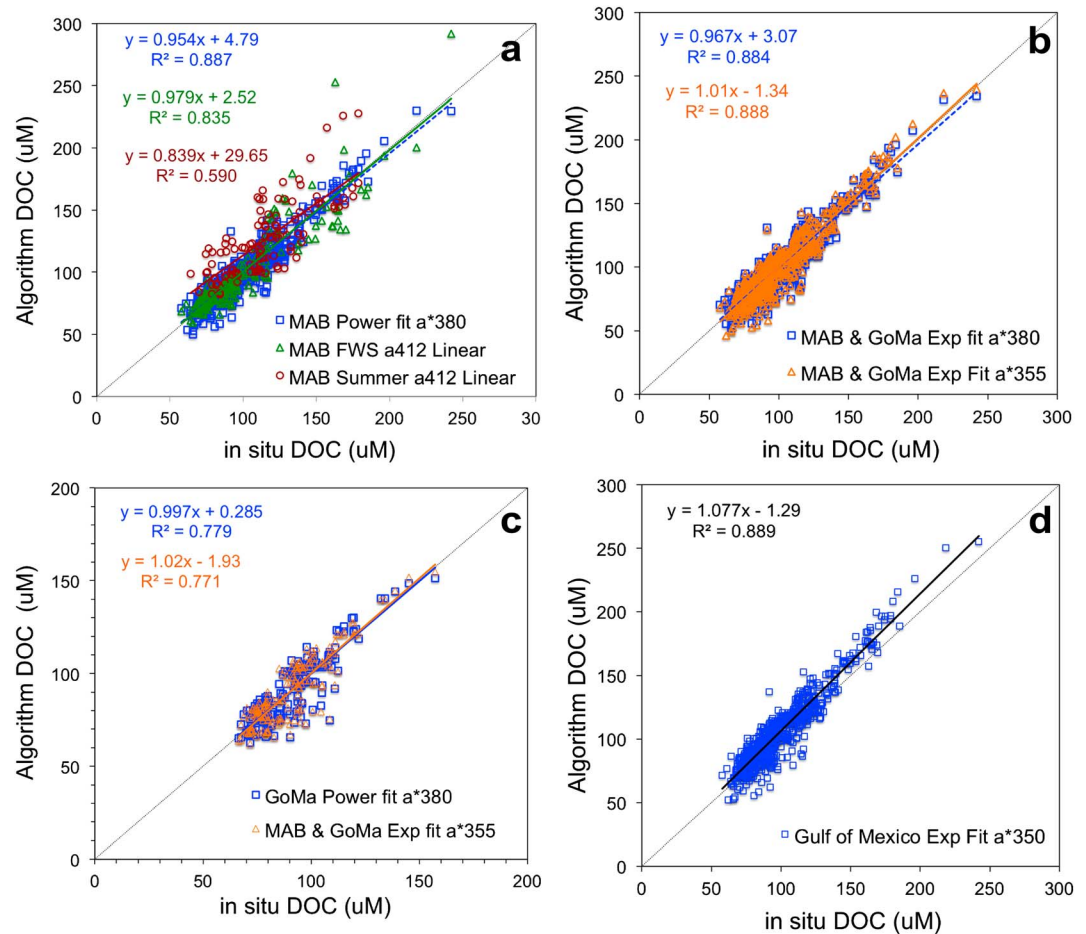 a
y = 0.954x + 4.79
R² = 0.887
y = 0.979x + 2.52
R² = 0.835
y = 0.839x + 29.65
R² = 0.590
300
250
200
150
100
50
0
Algorithm DOC (uM)
MAB Power fit a*380
MAB FWS a412 Linear
MAB Summer a412 Linear
0 50 100 150 200 250 30
in situ DOC (uM)
b
y = 0.967x + 3.07
R² = 0.884
y = 1.01x - 1.34
R² = 0.888
300
250
200
150
100
50
0
Algorithm DOC (uM)
MAB & GoMa Exp fit a*380
MAB & GoMa Exp Fit a*355
0 50 100 150 200 250 300
in situ DOC (uM)
c
y = 0.997x + 0.285
R² = 0.779
y = 1.02x - 1.93
R² = 0.771
200
150
100
50
0
Algorithm DOC (uM)
GoMa Power fit a*380
MAB & GoMa Exp fit a*355
0 50 100 150 200
in situ DOC (uM)
d
y = 1.077x - 1.29
R² = 0.889
300
250
200
150
100
50
0
Algorithm DOC (uM)
Gulf of Mexico Exp Fit a*350
0 50 100 150 200 250 300
in situ DOC (uM)